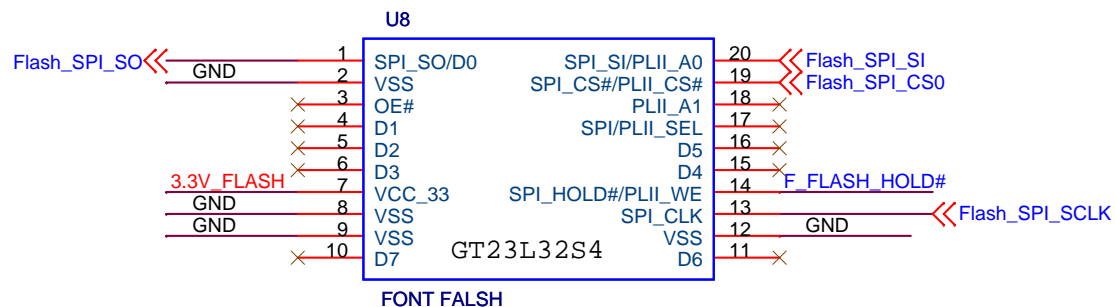 U8
Flash_SPI_SO 1 SPI_SO/D0 SPI_SI/PLII_A0 20 Flash_SPI_SI
GND 2 VSS SPI_CS#/PLII_CS# 19 Flash_SPI_CS0
3 OE# PLII_A1 18
4 D1 SPI/PLII_SEL 17
5 D2 D5 16
6 D3 D4 15
3.3V_FLASH 7 VCC_33 SPI_HOLD#/PLII_WE 14 F_FLASH_HOLD#
GND 8 VSS SPI_CLK 13 Flash_SPI_SCLK
GND 9 VSS VSS 12 GND
10 D7 GT23L32S4 D6 11
FONT FALSH